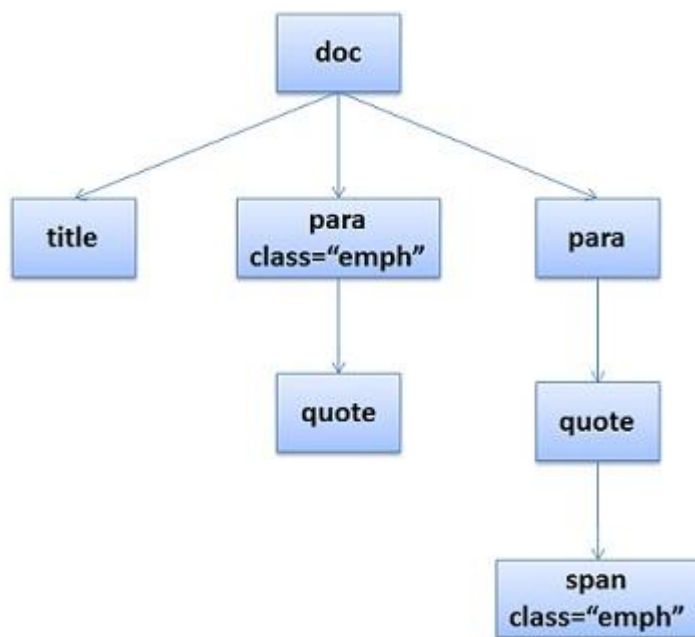 doc
title
para
class=“emph”
para
quote
quote
span
class=“emph”